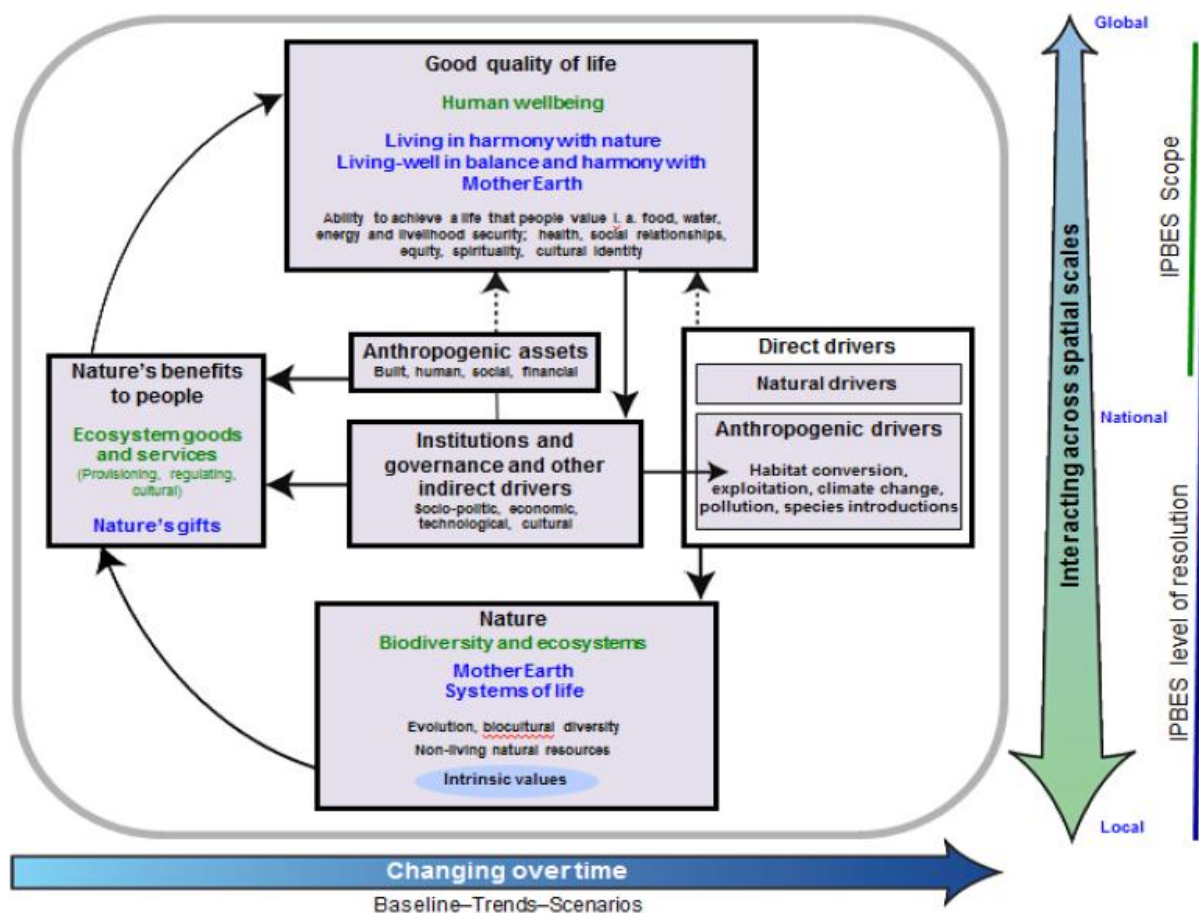 Good quality of life
Human wellbeing
Living in harmony with nature
Living-well in balance and harmony with
Mother Earth
Ability to achieve a life that people value i. a. food, water,
energy and livelihood security; health, social relationships,
equity, spirituality, cultural identity
Anthropogenic assets
Built, human, social, financial
Nature's benefits
to people
Ecosystem goods
and services
(Provisioning, regulating,
cultural)
Nature's gifts
Institutions and
governance and other
indirect drivers
Socio-politic, economic,
technological, cultural
Direct drivers
Natural drivers
Anthropogenic drivers
Habitat conversion,
exploitation, climate change,
pollution, species introductions
Nature
Biodiversity and ecosystems
Mother Earth
Systems of life
Evolution, biocultural diversity
Non-living natural resources
Intrinsic values
Changing over time
Baseline–Trends–Scenarios
Global
National
Local
Interacting across spatial scales
IPBES Scope
IPBES level of resolution